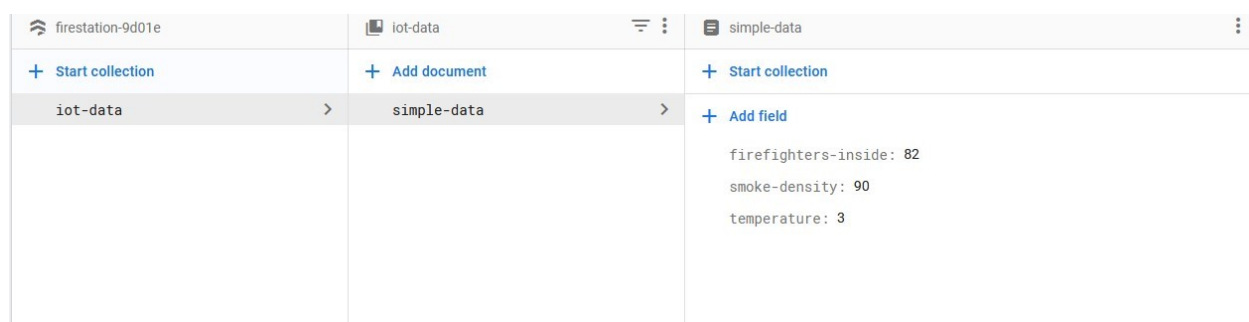 firestation-9d01e
iot-data
simple-data
+ Start collection
+ Add document
+ Start collection
iot-data
simple-data
+ Add field
firefighters-inside: 82
smoke-density: 90
temperature: 3